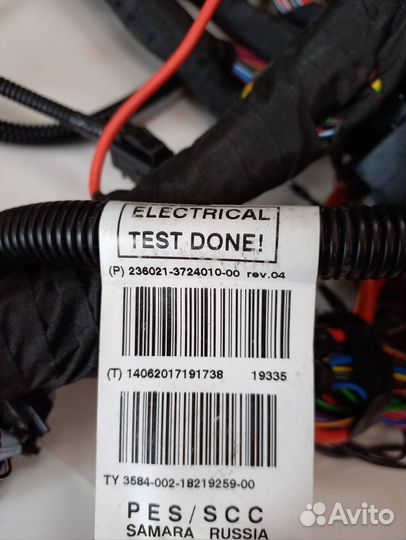 ELECTRICAL
TEST DONE!
(P) 236021-3724010-00 rev.04
(T) 14062017191738 19335
TY 3584-002-18219259-00
PES/SCC
SAMARA RUSSIA
Avito